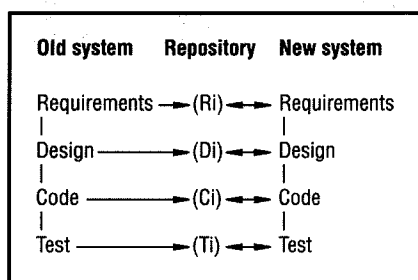 Old system Repository New system
Requirements (Ri) Requirements
Design (Di) Design
Code (Ci) Code
Test (Ti) Test